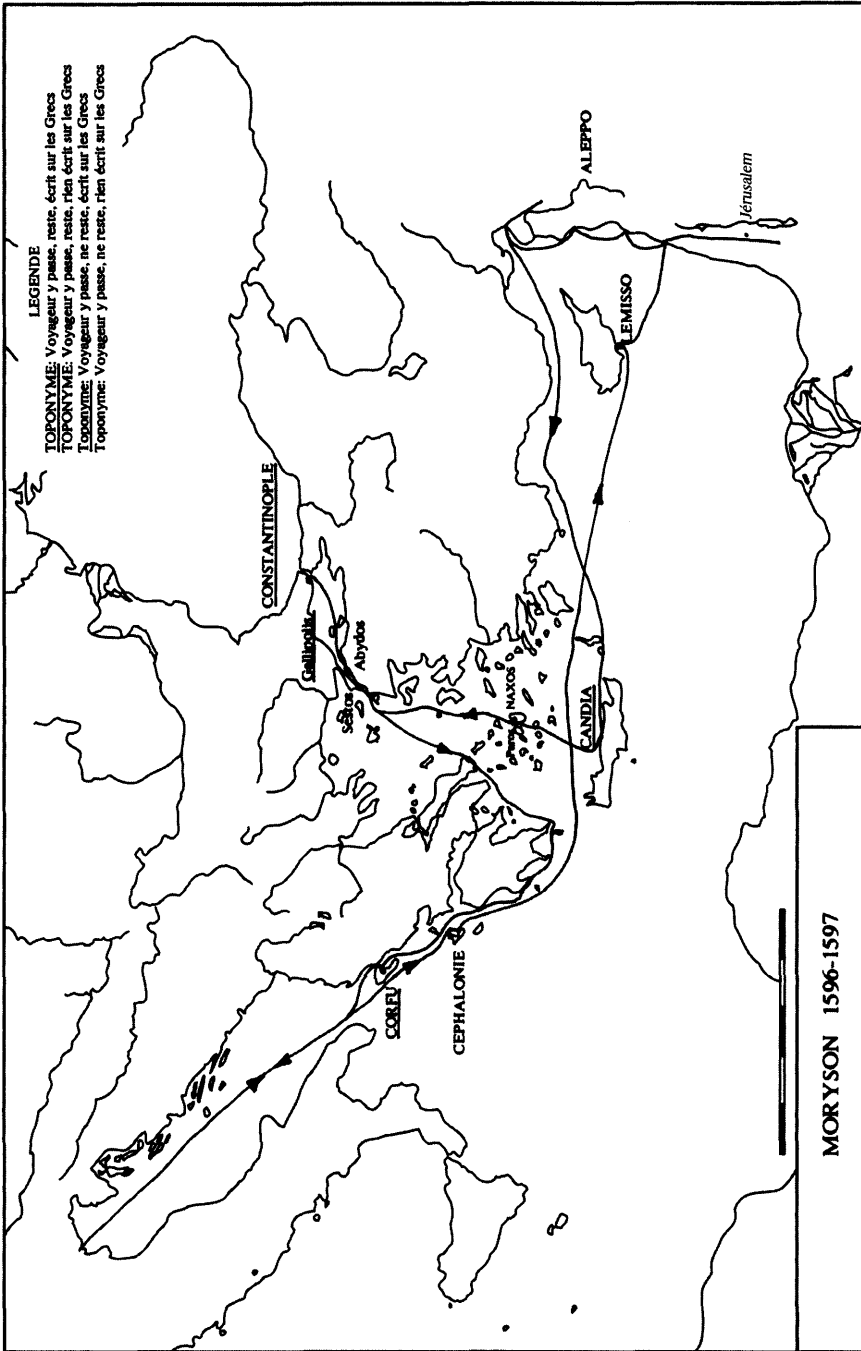 LEGENDE
TOPONYME: Voyageur y passe, reste, écrit sur les Grecs
TOPONYME: Voyageur y passe, reste, rien écrit sur les Grecs
Toponyme: Voyageur y passe, ne reste, écrit sur les Grecs
Toponyme: Voyageur y passe, ne reste, rien écrit sur les Grecs
CONSTANTINOPLE
Gallipolis
Sestos
Abydos
ALEPPO
Jérusalem
LEMISSO
NAXOS
Paros
CANDIA
CORFU
CEPHALONIE
MORYSON 1596-1597